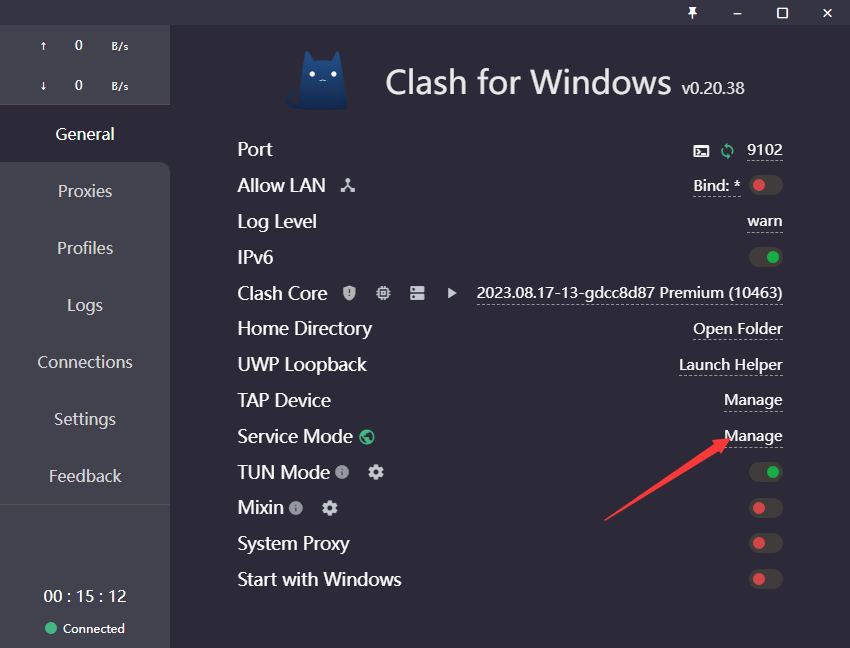 ↑ 0 B/s
↓ 0 B/s
General
Proxies
Profiles
Logs
Connections
Settings
Feedback
00 : 15 : 12
Connected
Clash for Windows v0.20.38
Port 9102
Allow LAN Bind: *
Log Level warn
IPv6
Clash Core 2023.08.17-13-gdcc8d87 Premium (10463)
Home Directory Open Folder
UWP Loopback Launch Helper
TAP Device Manage
Service Mode Manage
TUN Mode
Mixin
System Proxy
Start with Windows